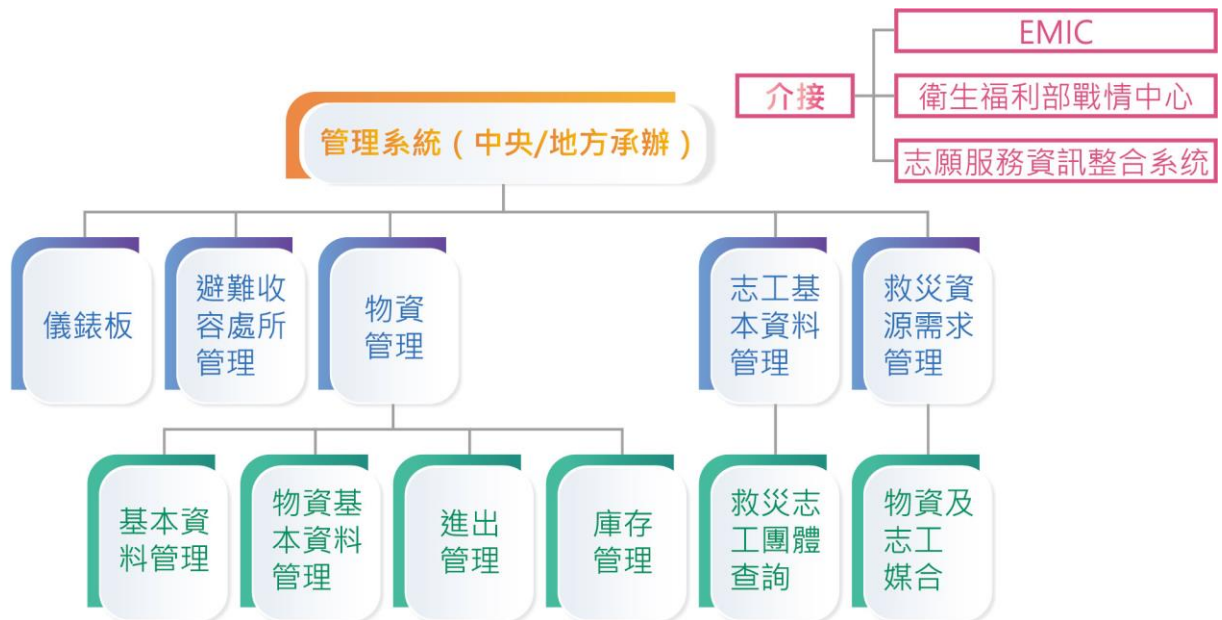 EMIC
介接
衛生福利部戰情中心
志願服務資訊整合系统
管理系統（中央/地方承辦）
儀錶板
避難收
容處所
管理
物資
管理
志工基
本資料
管理
救災資
源需求
管理
基本資
料管理
物資基
本資料
管理
進出
管理
庫存
管理
救災志
工團體
查詢
物資及
志工
媒合